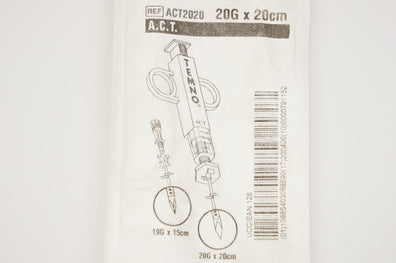 REF ACT2020 20G x 20cm
A.C.T.
TEMNO
19G x 15cm
20G x 20cm
UCC/EAN 128